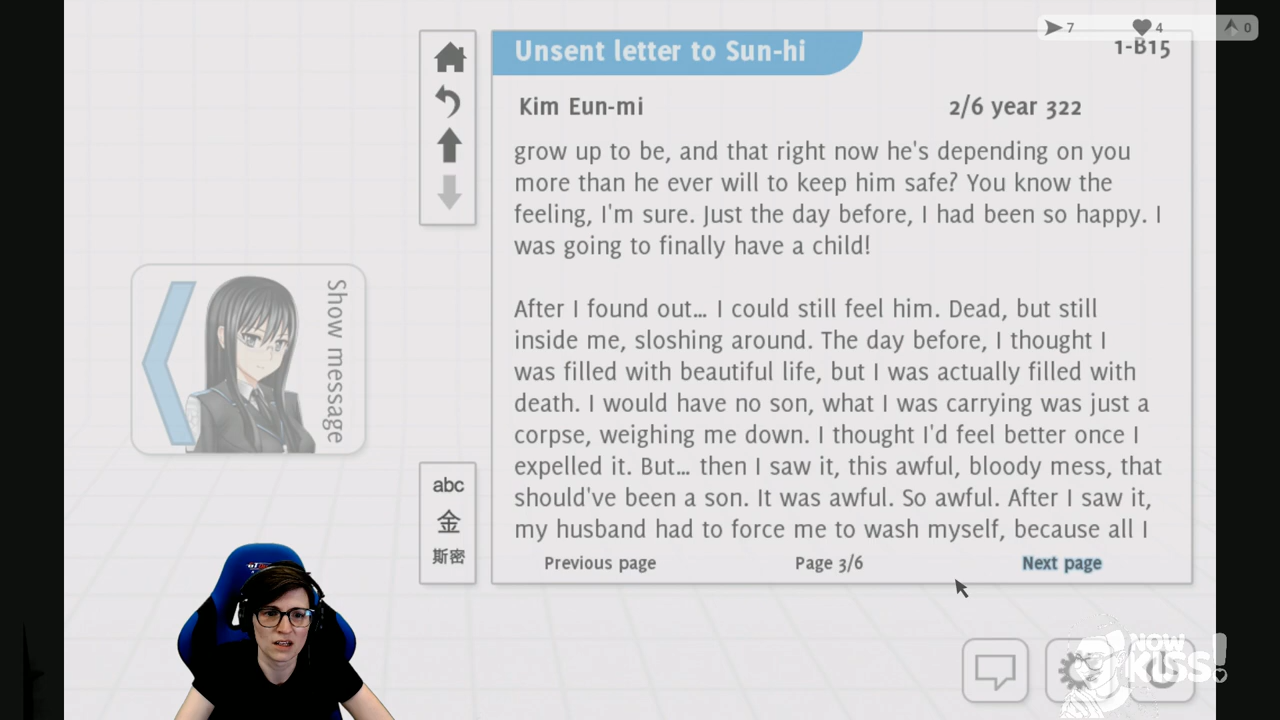 7
4
0
Unsent letter to Sun-hi
1-B15
Kim Eun-mi
2/6 year 322
grow up to be, and that right now he's depending on you
more than he ever will to keep him safe? You know the
feeling, I'm sure. Just the day before, I had been so happy. I
was going to finally have a child!
After I found out... I could still feel him. Dead, but still
inside me, sloshing around. The day before, I thought I
was filled with beautiful life, but I was actually filled with
death. I would have no son, what I was carrying was just a
corpse, weighing me down. I thought I'd feel better once I
expelled it. But... then I saw it, this awful, bloody mess, that
should've been a son. It was awful. So awful. After I saw it,
my husband had to force me to wash myself, because all I
Previous page
Page 3/6
Next page
Show message
abc
金
斯密
NOW
KISS!